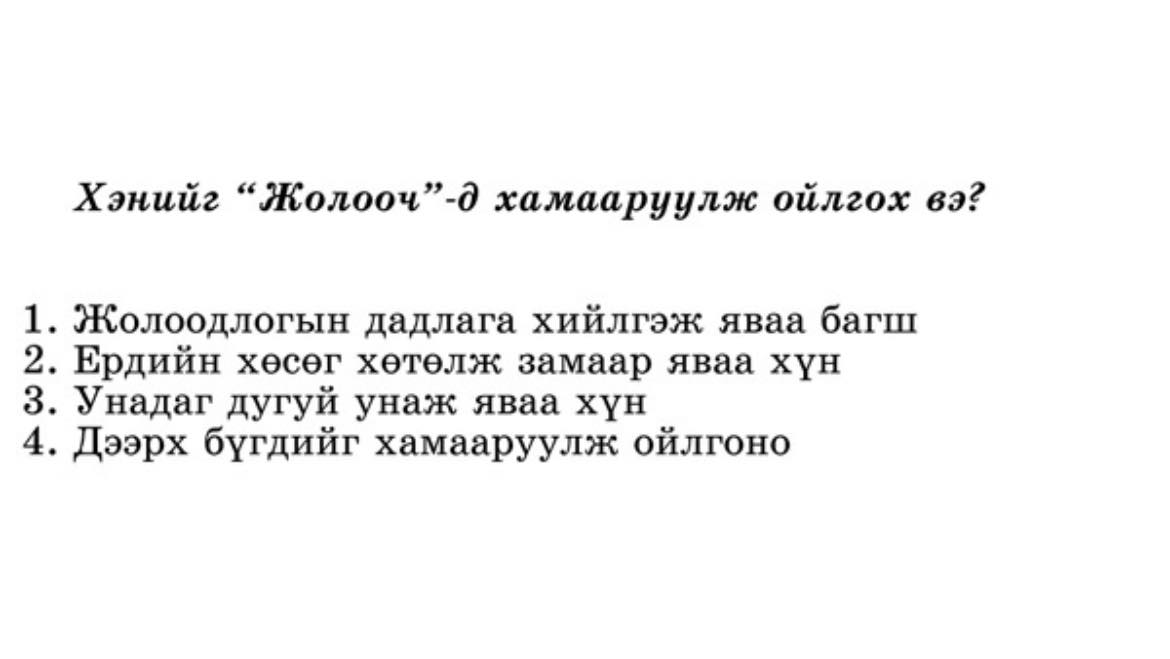 Хэнийг “Жолооч”-д хамааруулж ойлгох вэ?
1. Жолоодлогын дадлага хийлгэж яваа багш
2. Ердийн хөсөг хөтөлж замаар яваа хүн
3. Унадаг дугуй унаж яваа хүн
4. Дээрх бүгдийг хамааруулж ойлгоно